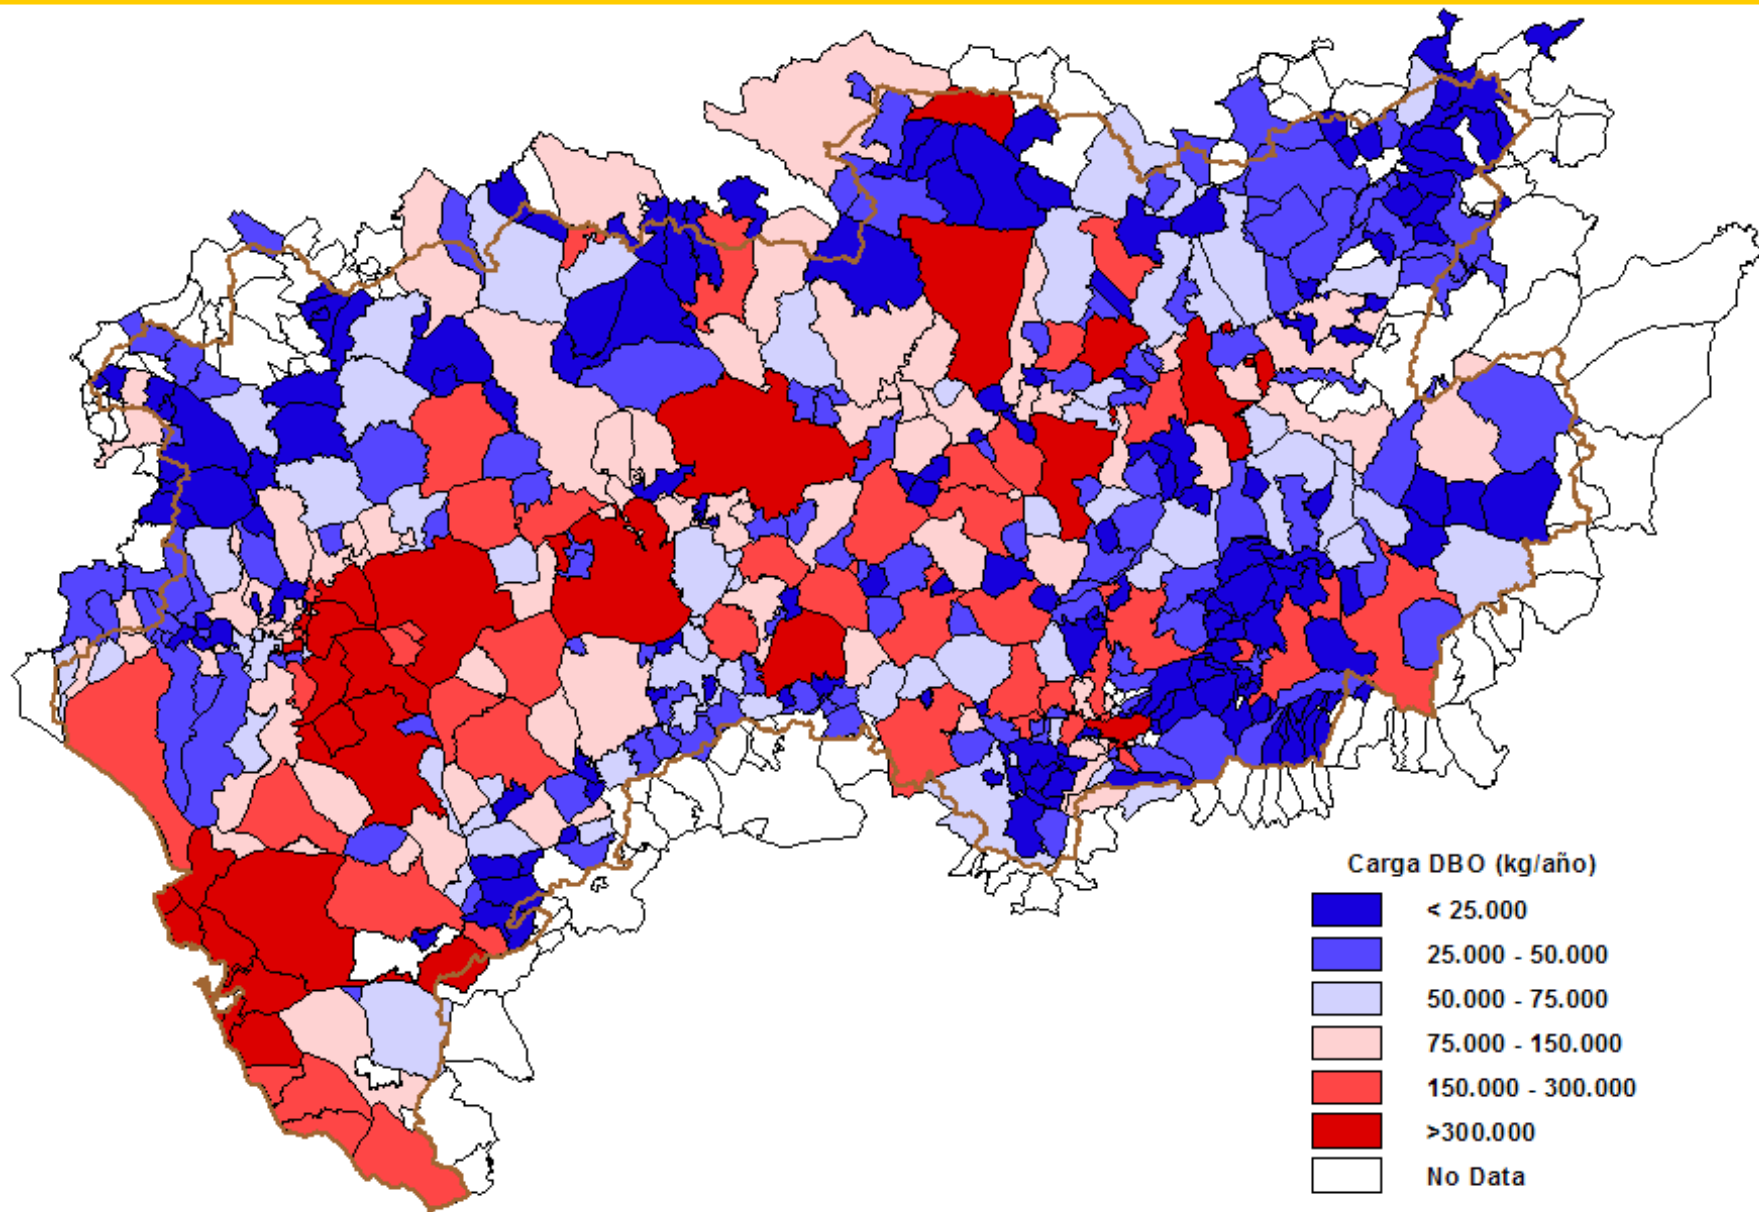 Carga DBO (kg/año)
< 25.000
25.000 - 50.000
50.000 - 75.000
75.000 - 150.000
150.000 - 300.000
>300.000
No Data